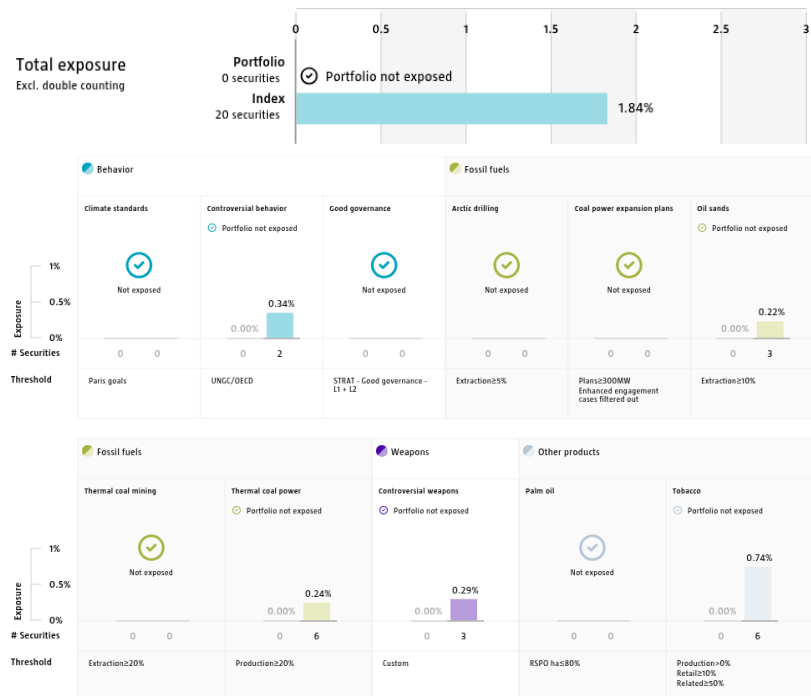 0 0.5 1 1.5 2 2.5 3
Total exposure
Excl. double counting
Portfolio
0 securities
Portfolio not exposed
Index
20 securities
1.84%
Behavior
Fossil fuels
Climate standards
Controversial behavior
Good governance
Arctic drilling
Coal power expansion plans
Oil sands
Portfolio not exposed
Portfolio not exposed
Not exposed
Not exposed
Not exposed
Not exposed
Exposure
1%
0.5%
0%
0.00%
0.34%
0.00%
0.22%
# Securities
0 0
0 2
0 0
0 0
0 0
0 3
Threshold
Paris goals
UNGC/OECD
STRAT - Good governance -
L1 + L2
Extraction≥5%
Plans≥300MW
Enhanced engagement
cases filtered out
Extraction≥10%
Fossil fuels
Weapons
Other products
Thermal coal mining
Thermal coal power
Controversial weapons
Palm oil
Tobacco
Portfolio not exposed
Portfolio not exposed
Portfolio not exposed
Not exposed
Not exposed
Exposure
1%
0.5%
0%
0.00%
0.24%
0.00%
0.29%
0.00%
0.74%
# Securities
0 0
0 6
0 3
0 0
0 6
Threshold
Extraction≥20%
Production≥20%
Custom
RSPO ha≤80%
Production>0%
Retail≥10%
Related≥50%